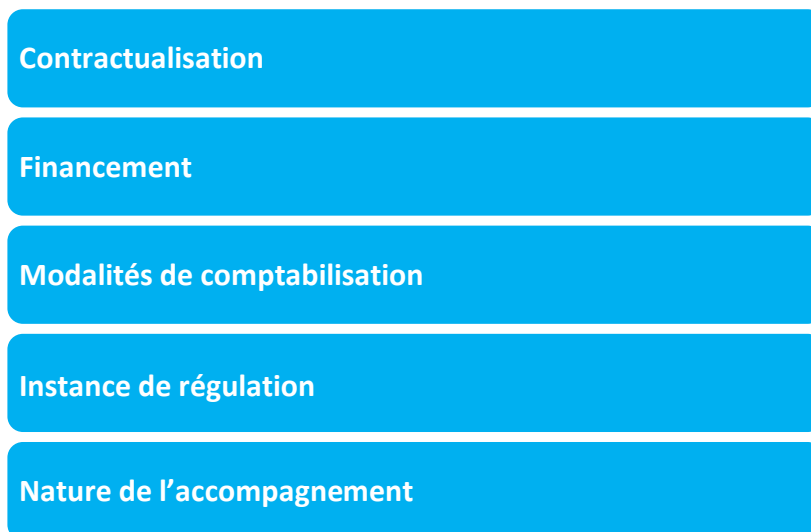 Contractualisation
Financement
Modalités de comptabilisation
Instance de régulation
Nature de l’accompagnement